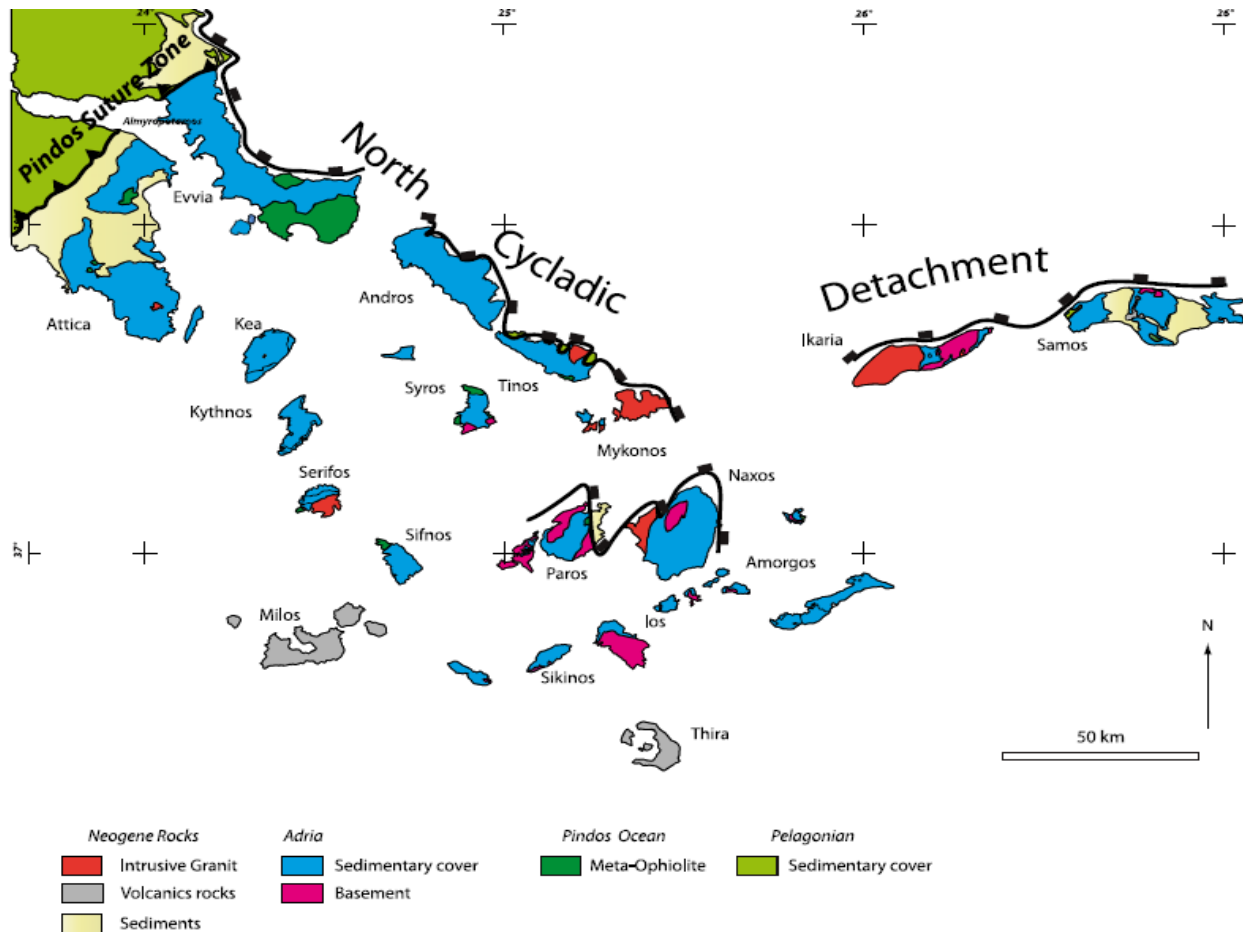 24°
25°
26°
26°
Pindos Suture Zone
Almyropotamos
North
Evvia
Cycladic
Detachment
Andros
Attica
Kea
Ikaria
Samos
Syros
Tinos
Kythnos
Mykonos
Serifos
Naxos
Sifnos
37°
Paros
Amorgos
Milos
Ios
N
Sikinos
Thira
50 km
Neogene Rocks
Adria
Pindos Ocean
Pelagonian
Intrusive Granit
Sedimentary cover
Meta-Ophiolite
Sedimentary cover
Volcanics rocks
Basement
Sediments